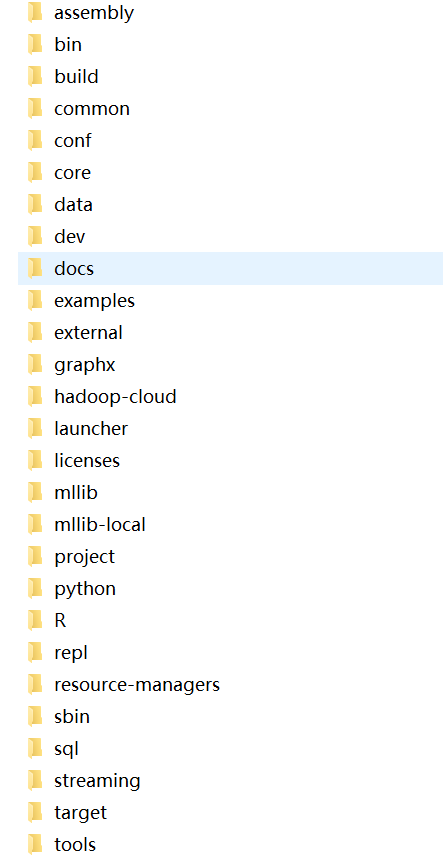 assembly
bin
build
common
conf
core
data
dev
docs
examples
external
graphx
hadoop-cloud
launcher
licenses
mllib
mllib-local
project
python
R
repl
resource-managers
sbin
sql
streaming
target
tools